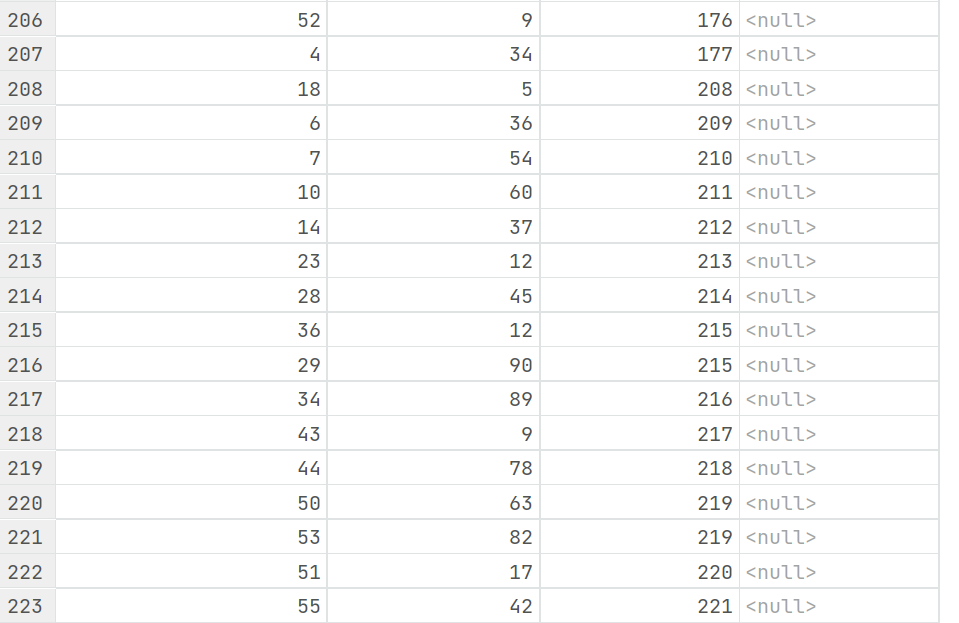 206 52 9 176 <null>
207 4 34 177 <null>
208 18 5 208 <null>
209 6 36 209 <null>
210 7 54 210 <null>
211 10 60 211 <null>
212 14 37 212 <null>
213 23 12 213 <null>
214 28 45 214 <null>
215 36 12 215 <null>
216 29 90 215 <null>
217 34 89 216 <null>
218 43 9 217 <null>
219 44 78 218 <null>
220 50 63 219 <null>
221 53 82 219 <null>
222 51 17 220 <null>
223 55 42 221 <null>